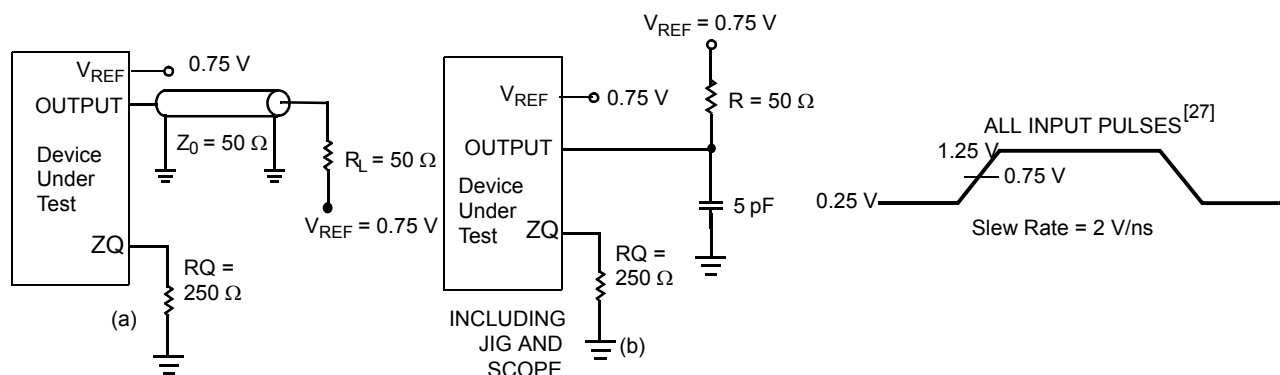 V_REF
0.75 V
OUTPUT
Z_0 = 50 Ω
Device
Under
Test
R_L = 50 Ω
V_REF = 0.75 V
ZQ
RQ =
250 Ω
(a)
V_REF = 0.75 V
R = 50 Ω
V_REF
0.75 V
OUTPUT
Device
Under
Test
5 pF
ZQ
RQ =
250 Ω
INCLUDING
JIG AND
SCOPE
(b)
ALL INPUT PULSES[27]
1.25 V
0.75 V
0.25 V
Slew Rate = 2 V/ns